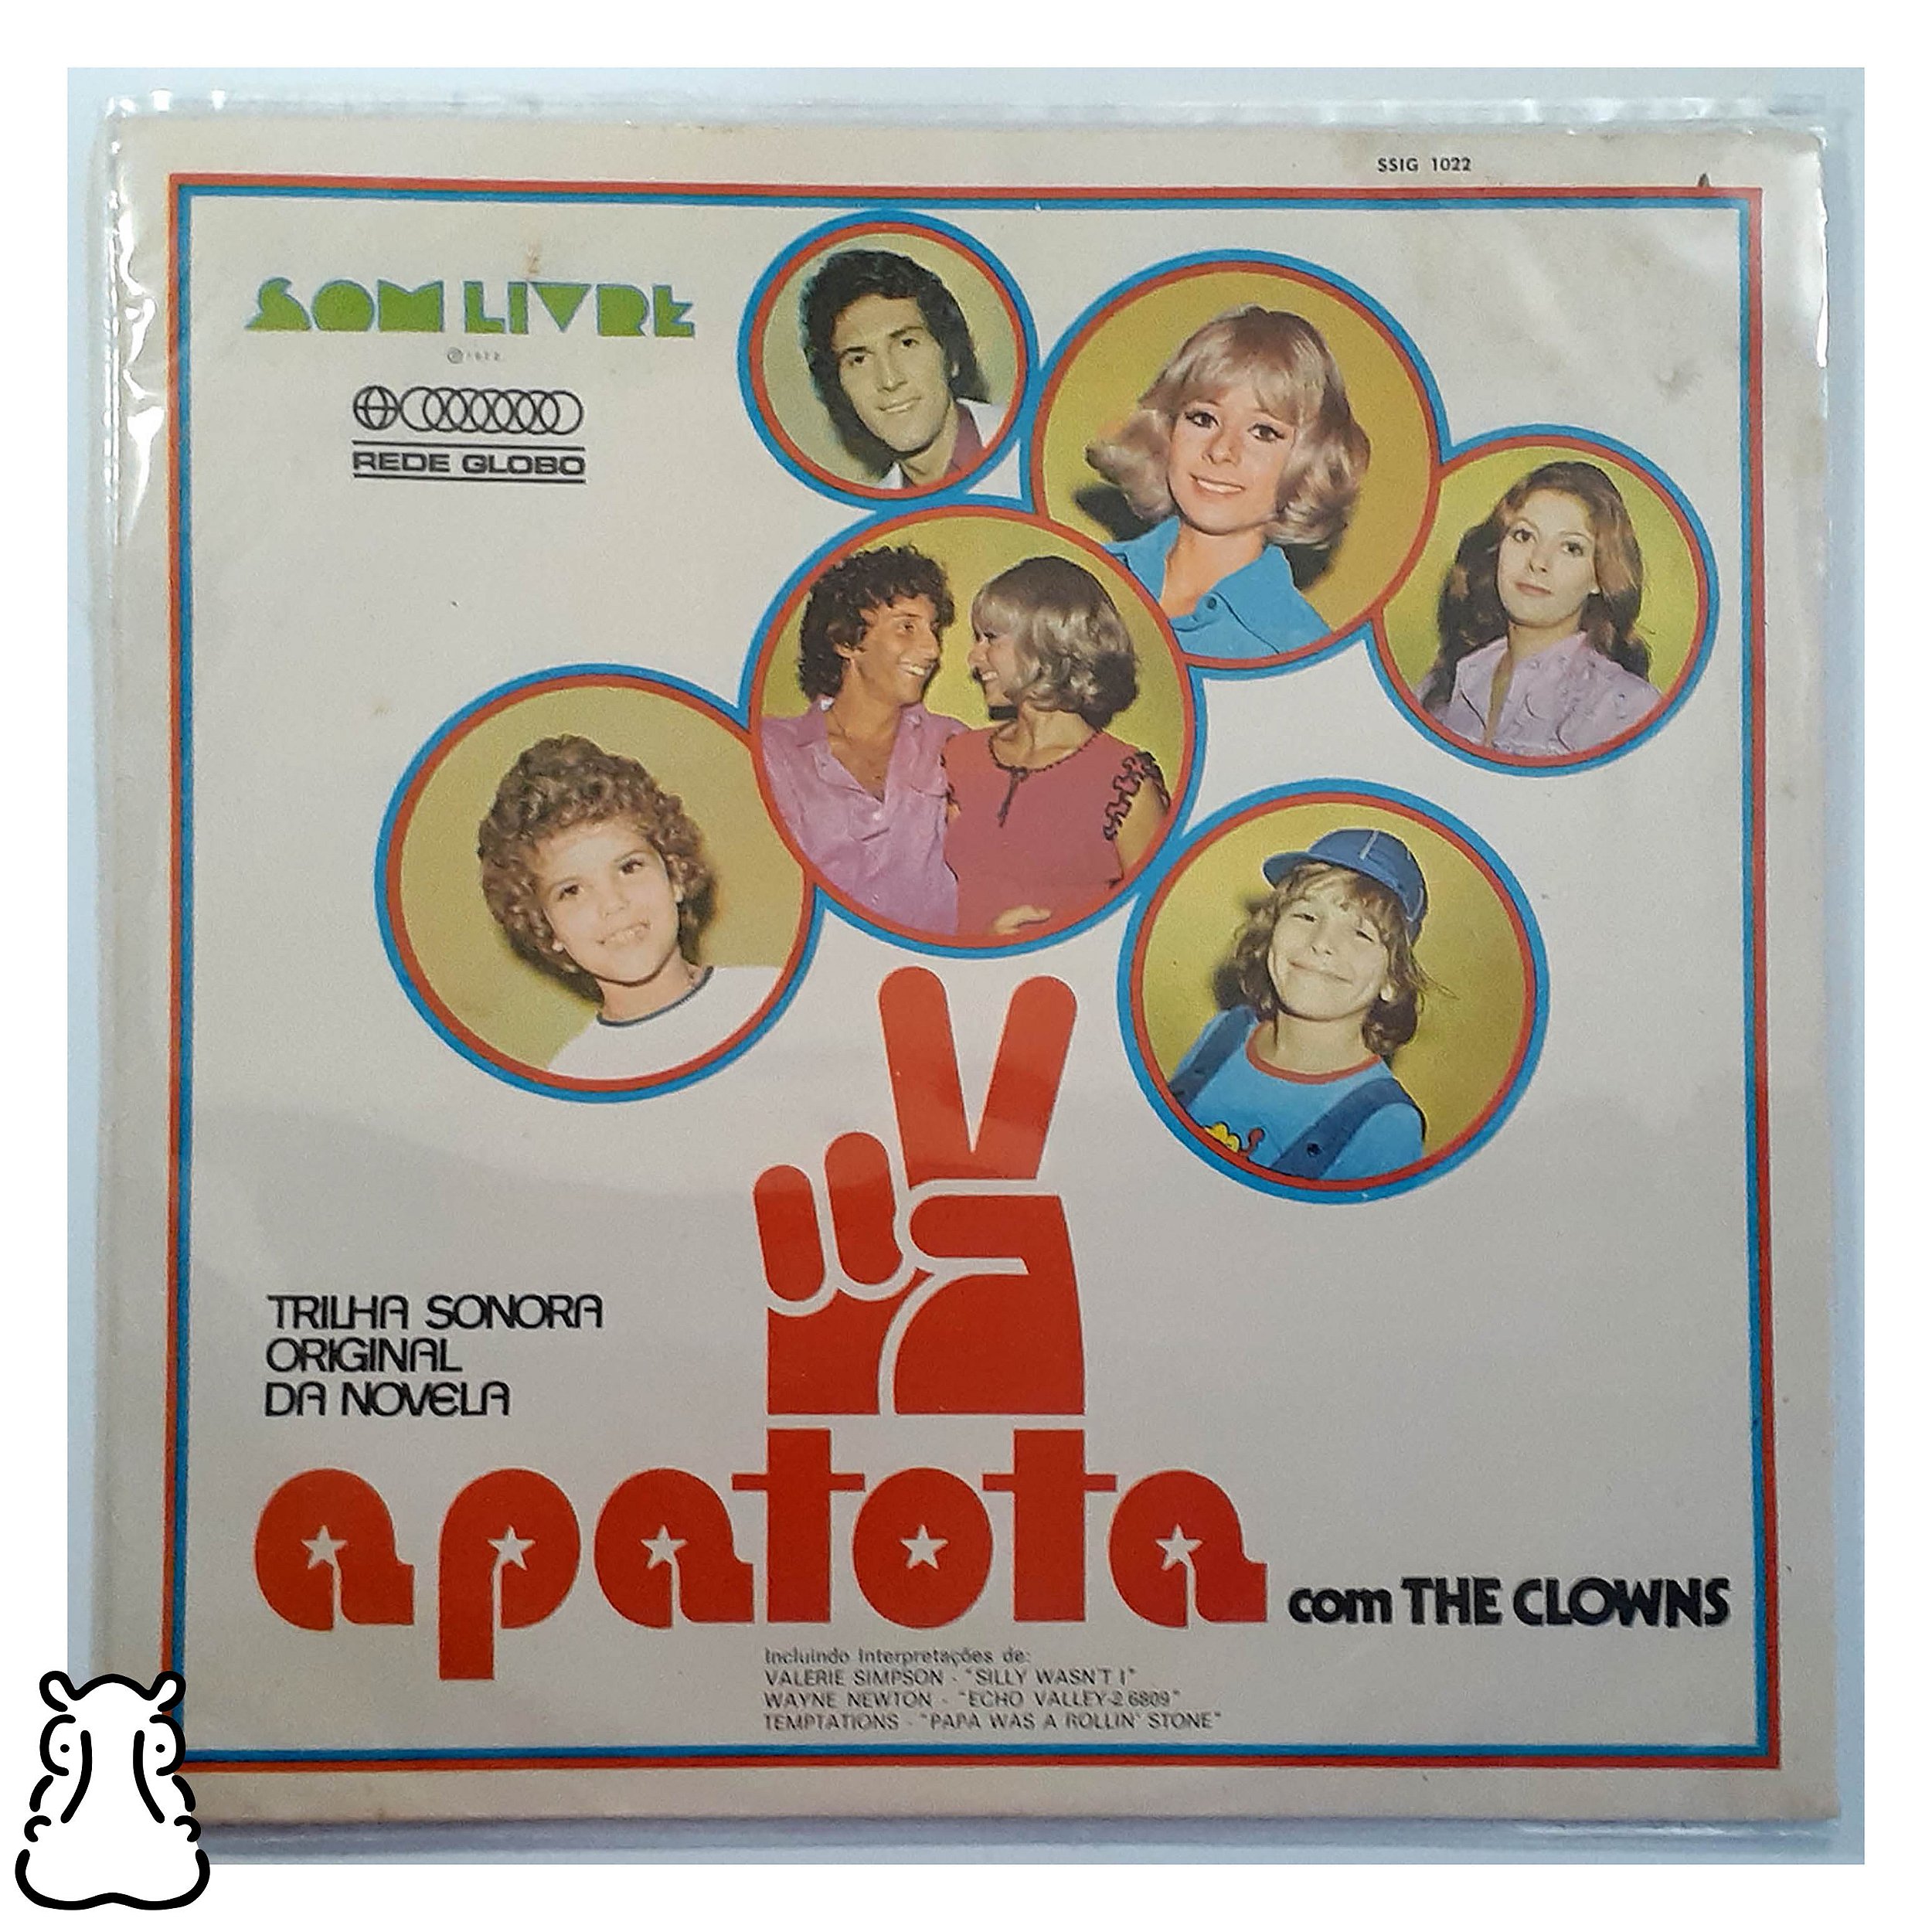 SSIG 1022
SOM LIVRE
REDE GLOBO
TRILHA SONORA
ORIGINAL
DA NOVELA
a patota
com THE CLOWNS
Incluindo Interpretações de:
VALERIE SIMPSON - "SILLY WASN'T I"
WAYNE NEWTON - "ECHO VALLEY-2.6809"
TEMPTATIONS - "PAPA WAS A ROLLIN' STONE"